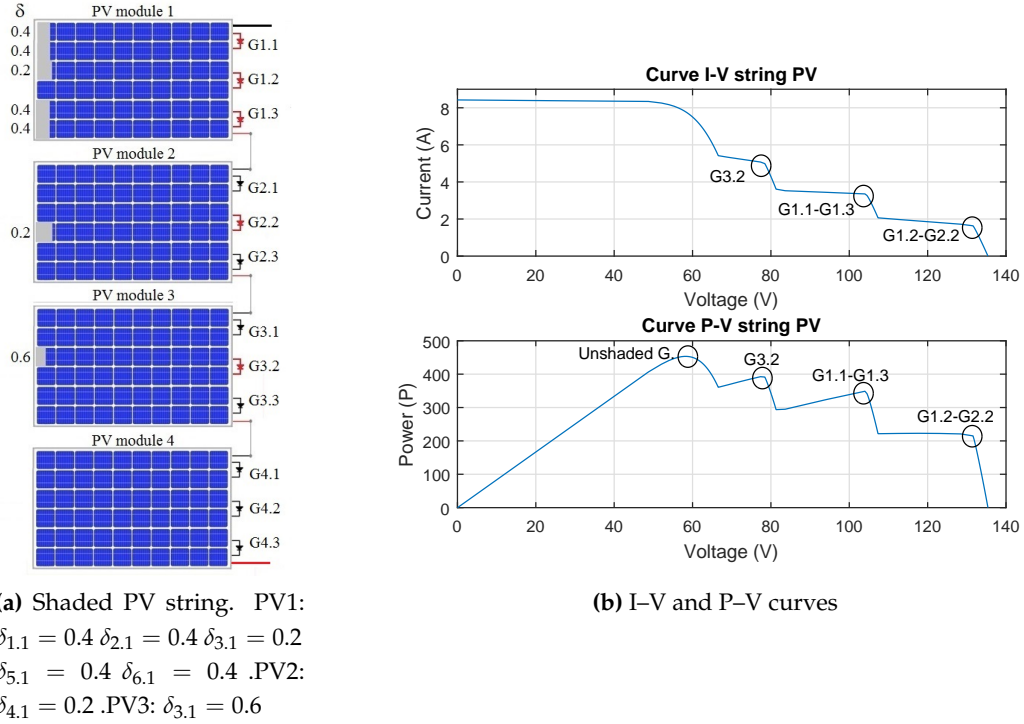 δ
PV module 1
0.4
0.4
0.2
0.4
0.4
G1.1
G1.2
G1.3
PV module 2
0.2
G2.1
G2.2
G2.3
PV module 3
0.6
G3.1
G3.2
G3.3
PV module 4
G4.1
G4.2
G4.3
(a) Shaded PV string. PV1:
δ1.1 = 0.4 δ2.1 = 0.4 δ3.1 = 0.2
δ5.1 = 0.4 δ6.1 = 0.4 .PV2:
δ4.1 = 0.2 .PV3: δ3.1 = 0.6
Curve I-V string PV
Current (A)
8
6
4
2
0
G3.2
G1.1-G1.3
G1.2-G2.2
0 20 40 60 80 100 120 140
Voltage (V)
Curve P-V string PV
Power (P)
500
400
300
200
100
0
Unshaded G.
G3.2
G1.1-G1.3
G1.2-G2.2
0 20 40 60 80 100 120 140
Voltage (V)
(b) I–V and P–V curves